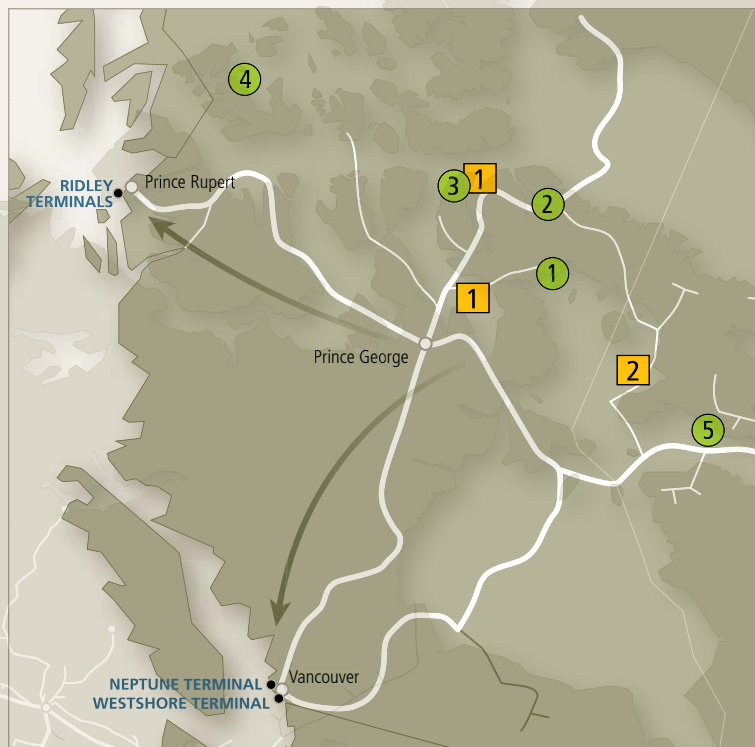 4
RIDLEY
TERMINALS
Prince Rupert
3
1
2
1
1
Prince George
2
5
Vancouver
NEPTUNE TERMINAL
WESTSHORE TERMINAL